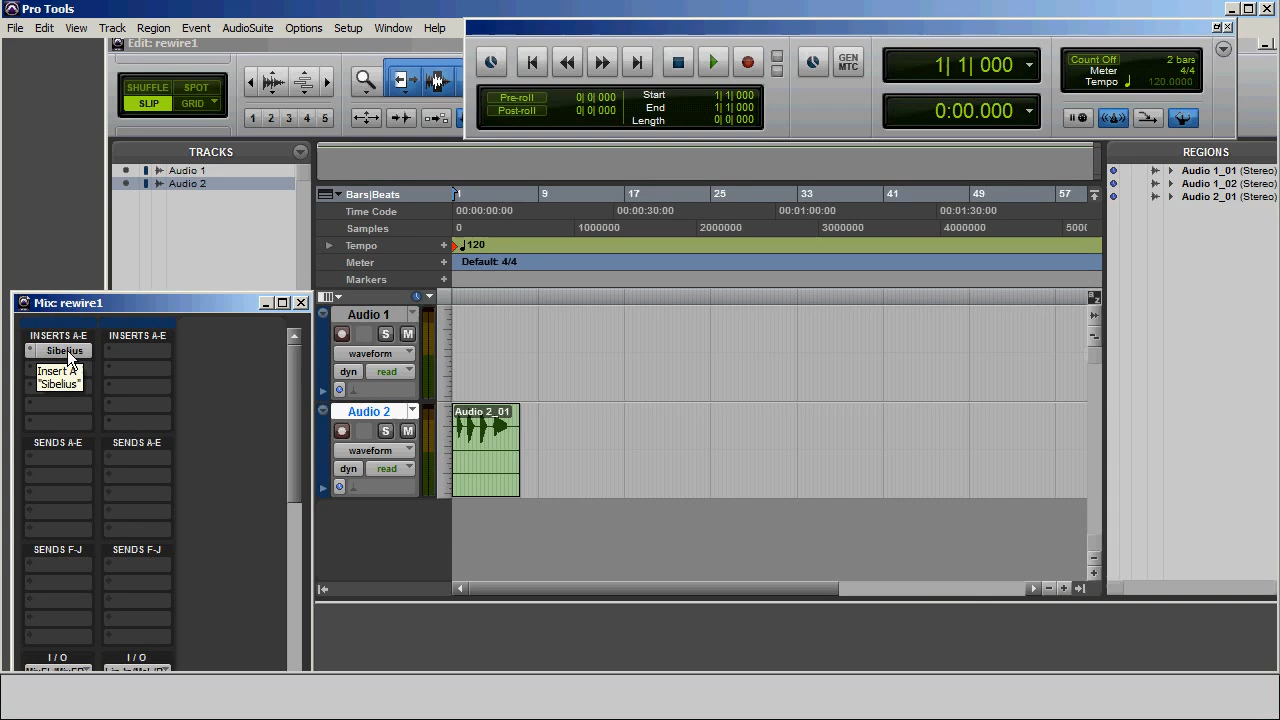 Pro Tools
File Edit View Track Region Event AudioSuite Options Setup Window Help
Edit: rewire1
SHUFFLE SPOT
SLIP GRID
1 2 3 4 5
Pre-roll 0| 0| 000
Post-roll 0| 0| 000
Start 1| 1| 000
End 1| 1| 000
Length 0| 0| 000
GEN
MTC
1| 1| 000
0:00.000
Count Off 2 bars
Meter 4/4
Tempo 120.0000
TRACKS
Audio 1
Audio 2
Bars|Beats 1 9 17 25 33 41 49 57
Time Code 00:00:00:00 00:00:30:00 00:01:00:00 00:01:30:00
Samples 0 1000000 2000000 3000000 4000000
Tempo 120
Meter Default: 4/4
Markers
REGIONS
Audio 1_01 (Stereo)
Audio 1_02 (Stereo)
Audio 2_01 (Stereo)
Audio 1
S M
waveform
dyn read
Audio 2
S M
waveform
dyn read
Audio 2_01
Mix: rewire1
INSERTS A-E INSERTS A-E
Sibelius
Insert A
"Sibelius"
SENDS A-E SENDS A-E
SENDS F-J SENDS F-J
I / O I / O